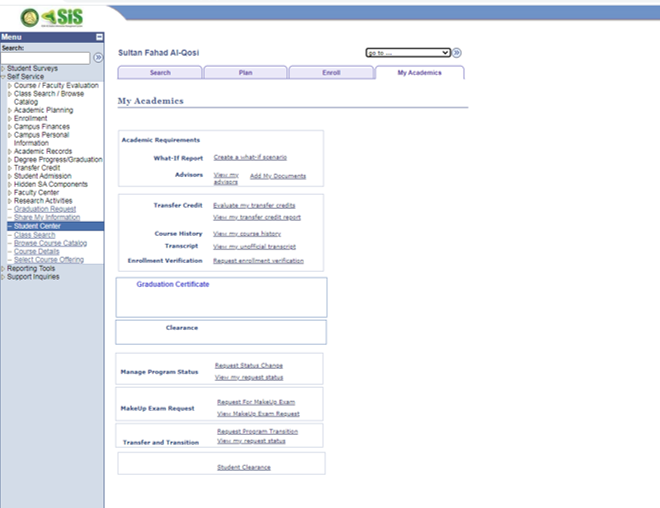 SiS
Menu
Search:
Student Surveys
Self Service
Course / Faculty Evaluation
Class Search / Browse
Catalog
Academic Planning
Enrollment
Campus Finances
Campus Personal
Information
Academic Records
Degree Progress/Graduation
Transfer Credit
Student Admission
Hidden SA Components
Faculty Center
Research Activities
Graduation Request
Share My Information
Student Center
Class Search
Browse Course Catalog
Course Details
Select Course Offering
Reporting Tools
Support Inquiries
Sultan Fahad Al-Qosi
go to ...
Search Plan Enroll My Academics
My Academics
Academic Requirements
What-If Report Create a what-if scenario
Advisors View my Add My Documents
advisors
Transfer Credit Evaluate my transfer credits
View my transfer credit report
Course History View my course history
Transcript View my unofficial transcript
Enrollment Verification Request enrollment verification
Graduation Certificate
Clearance
Request Status Change
Manage Program Status
View my request status
Request For MakeUp Exam
MakeUp Exam Request
View MakeUp Exam Request
Request Program Transition
View my request status
Transfer and Transition
Student Clearance